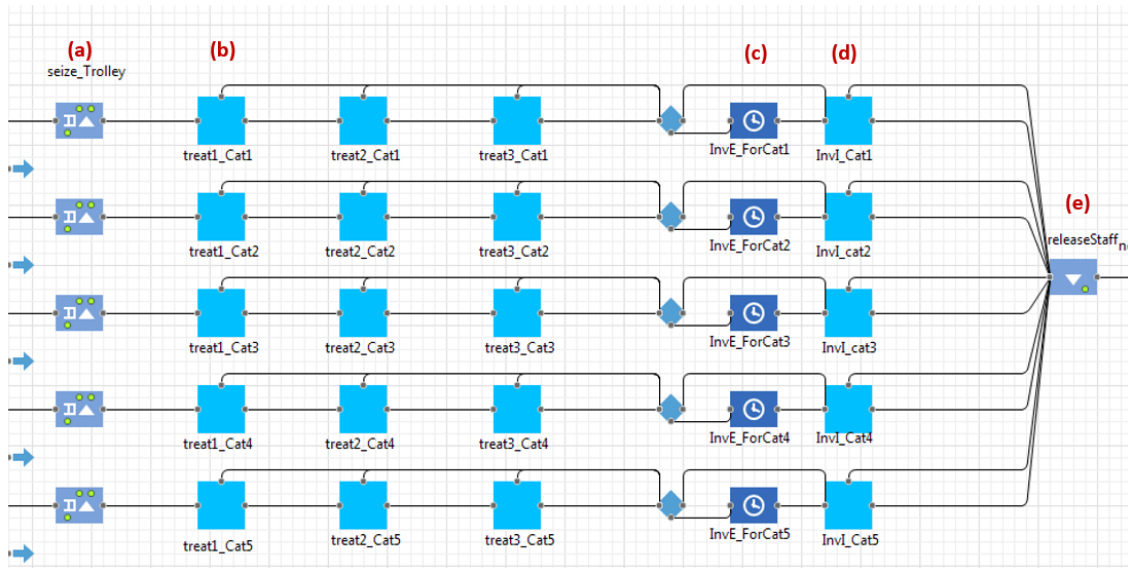 (a) (b) (c) (d)
seize_Trolley
treat1_Cat1 treat2_Cat1 treat3_Cat1 InvE_ForCat1 InvI_Cat1
(e)
treat1_Cat2 treat2_Cat2 treat3_Cat2 InvE_ForCat2 InvI_cat2
releaseStaff
treat1_Cat3 treat2_Cat3 treat3_Cat3 InvE_ForCat3 InvI_cat3
treat1_Cat4 treat2_Cat4 treat3_Cat4 InvE_ForCat4 InvI_Cat4
treat1_Cat5 treat2_Cat5 treat3_Cat5 InvE_ForCat5 InvI_Cat5